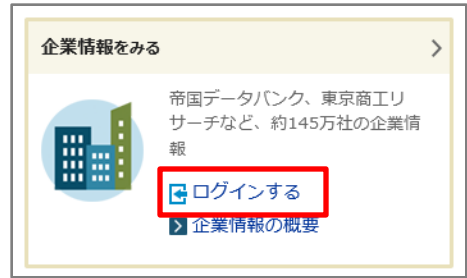 企業情報をみる
帝国データバンク、東京商工リ
サーチなど、約145万社の企業情
報
ログインする
企業情報の概要